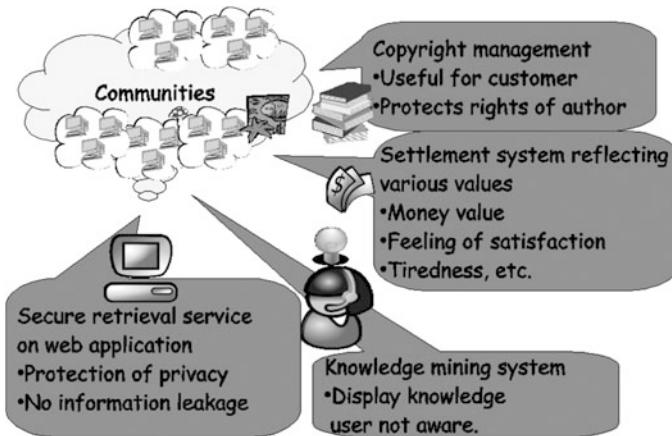 Communities
Copyright management
•Useful for customer
•Protects rights of author
Settlement system reflecting
various values
•Money value
•Feeling of satisfaction
•Tiredness, etc.
$
Secure retrieval service
on web application
•Protection of privacy
•No information leakage
Knowledge mining system
•Display knowledge
user not aware.